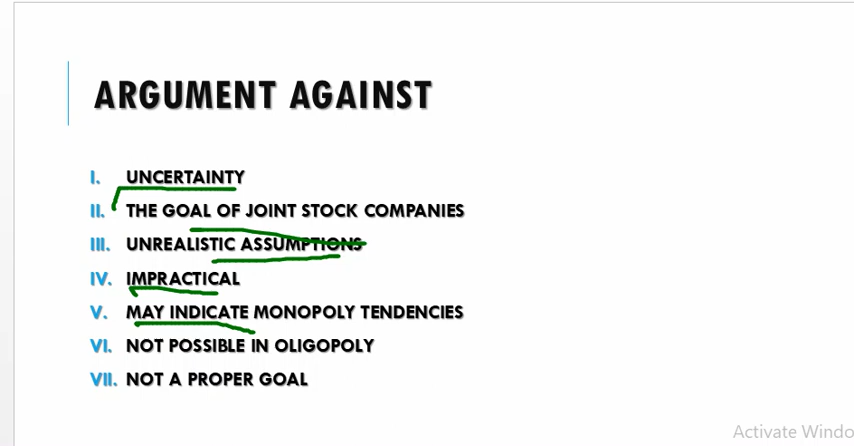 ARGUMENT AGAINST
I. UNCERTAINTY
II. THE GOAL OF JOINT STOCK COMPANIES
III. UNREALISTIC ASSUMPTIONS
IV. IMPRACTICAL
V. MAY INDICATE MONOPOLY TENDENCIES
VI. NOT POSSIBLE IN OLIGOPOLY
VII. NOT A PROPER GOAL
Activate Windo